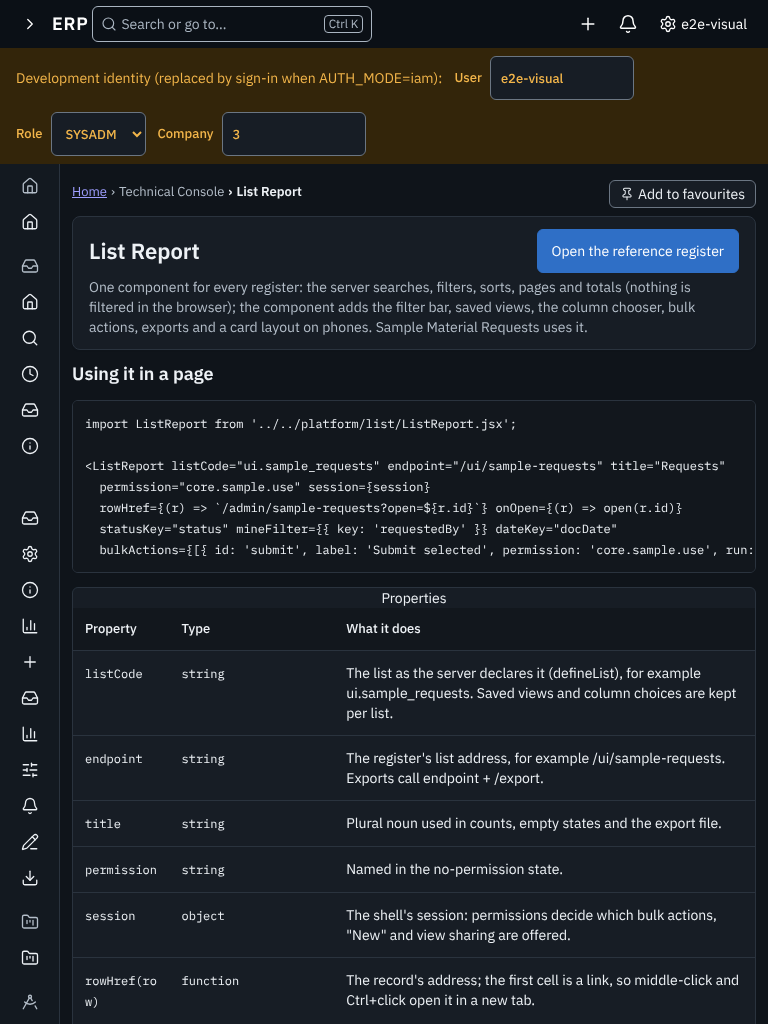 ERP
Search or go to...
Ctrl K
e2e-visual
Development identity (replaced by sign-in when AUTH_MODE=iam):
User
e2e-visual
Role
SYSADM
Company
3
Home › Technical Console › List Report
Add to favourites
List Report
Open the reference register
One component for every register: the server searches, filters, sorts, pages and totals (nothing is
filtered in the browser); the component adds the filter bar, saved views, the column chooser, bulk
actions, exports and a card layout on phones. Sample Material Requests uses it.
Using it in a page
import ListReport from '../../platform/list/ListReport.jsx';
<ListReport listCode="ui.sample_requests" endpoint="/ui/sample-requests" title="Requests"
permission="core.sample.use" session={session}
rowHref={(r) => `/admin/sample-requests?open=${r.id}`} onOpen={(r) => open(r.id)}
statusKey="status" mineFilter={{ key: 'requestedBy' }} dateKey="docDate"
bulkActions={[{ id: 'submit', label: 'Submit selected', permission: 'core.sample.use', run:
Properties
Property Type What it does
listCode string The list as the server declares it (defineList), for example
ui.sample_requests. Saved views and column choices are kept
per list.
endpoint string The register's list address, for example /ui/sample-requests.
Exports call endpoint + /export.
title string Plural noun used in counts, empty states and the export file.
permission string Named in the no-permission state.
session object The shell's session: permissions decide which bulk actions,
"New" and view sharing are offered.
rowHref(ro function The record's address; the first cell is a link, so middle-click and
w) Ctrl+click open it in a new tab.